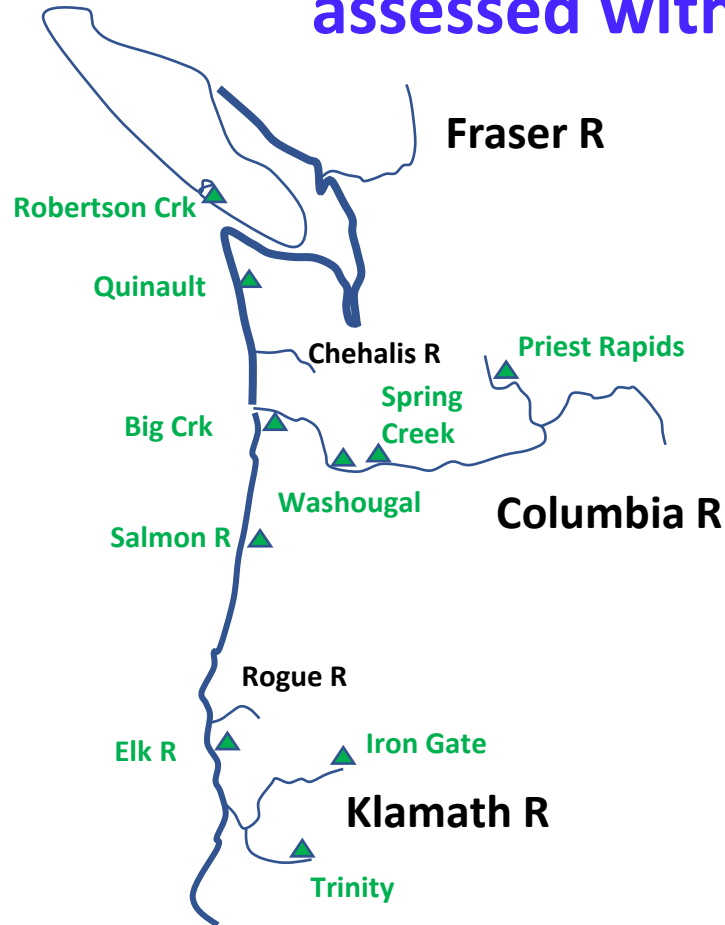 assessed with
Fraser R
Robertson Crk
Quinault
Chehalis R
Priest Rapids
Spring
Creek
Big Crk
Washougal
Columbia R
Salmon R
Rogue R
Elk R
Iron Gate
Klamath R
Trinity